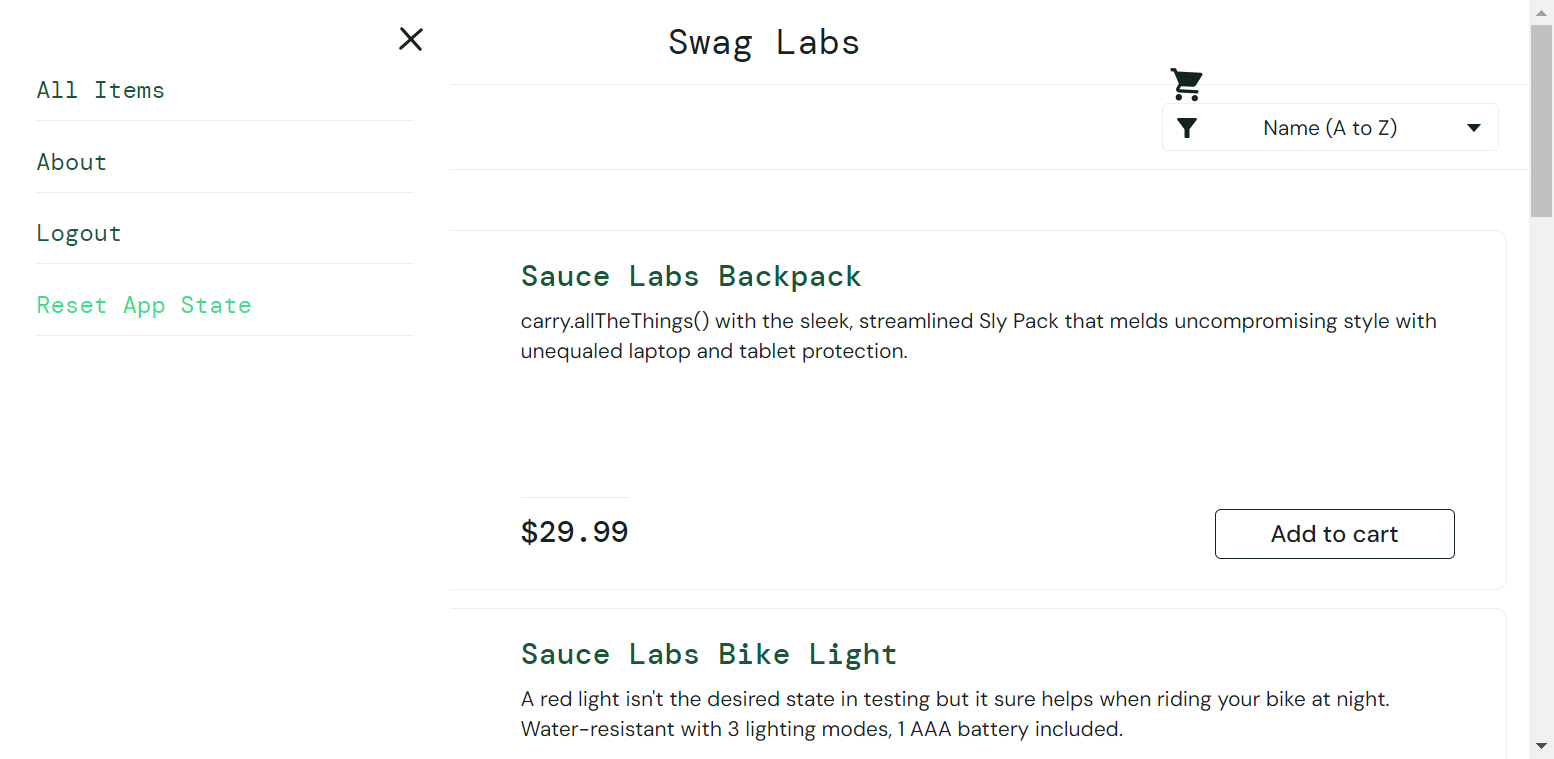 Swag Labs
All Items
About
Logout
Reset App State
Name (A to Z)
Sauce Labs Backpack
carry.allTheThings() with the sleek, streamlined Sly Pack that melds uncompromising style with
unequaled laptop and tablet protection.
$29.99
Add to cart
Sauce Labs Bike Light
A red light isn't the desired state in testing but it sure helps when riding your bike at night.
Water-resistant with 3 lighting modes, 1 AAA battery included.